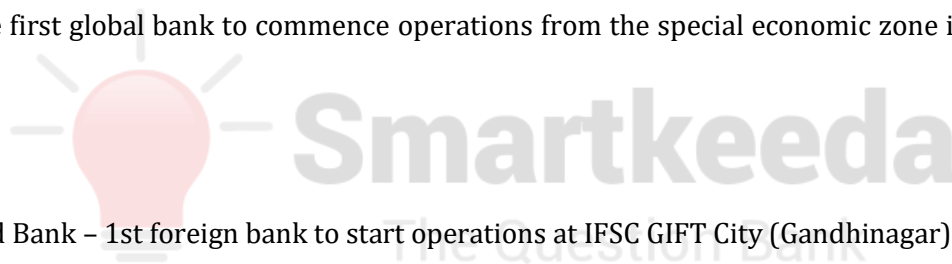 first global bank to commence operations from the special economic zone
Smartkeeda
Bank – 1st foreign bank to start operations at IFSC GIFT City (Gandhinagar)
The Question Bank